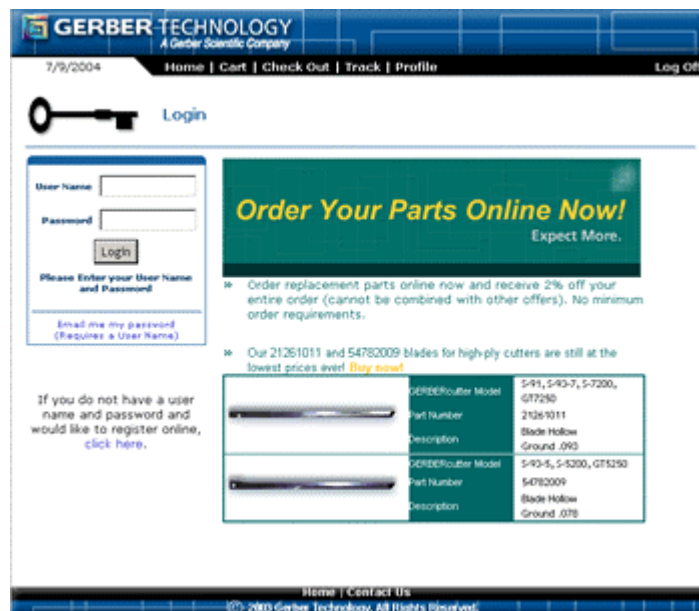 GERBER TECHNOLOGY
A Gerber Scientific Company
7/9/2004
Home | Cart | Check Out | Track | Profile
Log Off
Login
User Name
Password
Login
Please Enter your User Name
and Password
Email me my password
(Requires a User Name)
If you do not have a user
name and password and
would like to register online,
click here.
Order Your Parts Online Now!
Expect More.
» Order replacement parts online now and receive 2% off your
entire order (cannot be combined with other offers). No minimum
order requirements.
» Our 21261011 and 54782009 blades for high-ply cutters are still at the
lowest prices ever! Buy now!
GERBERcutter Model S-91, S-93-7, S-7200,
GT7250
Part Number 21261011
Description Blade Hollow
Ground .093
GERBERcutter Model S-93-5, S-5200, GT5250
Part Number 54782009
Description Blade Hollow
Ground .078
Home | Contact Us
© 2003 Gerber Technology, All Rights Reserved.